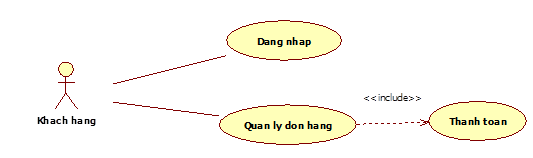 Dang nhap
<<include>>
Khach hang
Quan ly don hang
Thanh toan